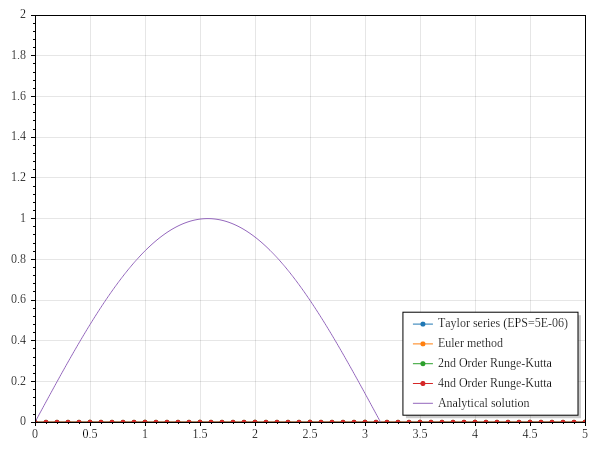 2
1.8
1.6
1.4
1.2
1
0.8
0.6
0.4
0.2
0
Taylor series (EPS=5E-06)
Euler method
2nd Order Runge-Kutta
4nd Order Runge-Kutta
Analytical solution
0 0.5 1 1.5 2 2.5 3 3.5 4 4.5 5